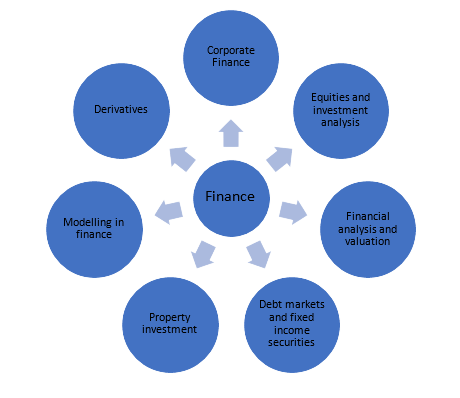 Corporate
Finance
Equities and
investment
analysis
Financial
analysis and
valuation
Debt markets
and fixed
income
securities
Property
investment
Modelling in
finance
Derivatives
Finance